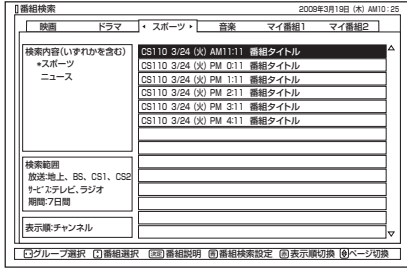 番組検索 2009年3月19日 (木) AM10:25
映画 ドラマ スポーツ 音楽 マイ番組1 マイ番組2
検索内容(いずれかを含む)
*スポーツ
ニュース
CS110 3/24 (火) AM11:11 番組タイトル
CS110 3/24 (火) PM 0:11 番組タイトル
CS110 3/24 (火) PM 1:11 番組タイトル
CS110 3/24 (火) PM 2:11 番組タイトル
CS110 3/24 (火) PM 3:11 番組タイトル
CS110 3/24 (火) PM 4:11 番組タイトル
検索範囲
放送:地上、BS、CS1、CS2
サービス:テレビ、ラジオ
期間:7日間
表示順:チャンネル
グループ選択 番組選択 決定 番組説明 青 番組検索設定 赤 表示順切換 ページ切換